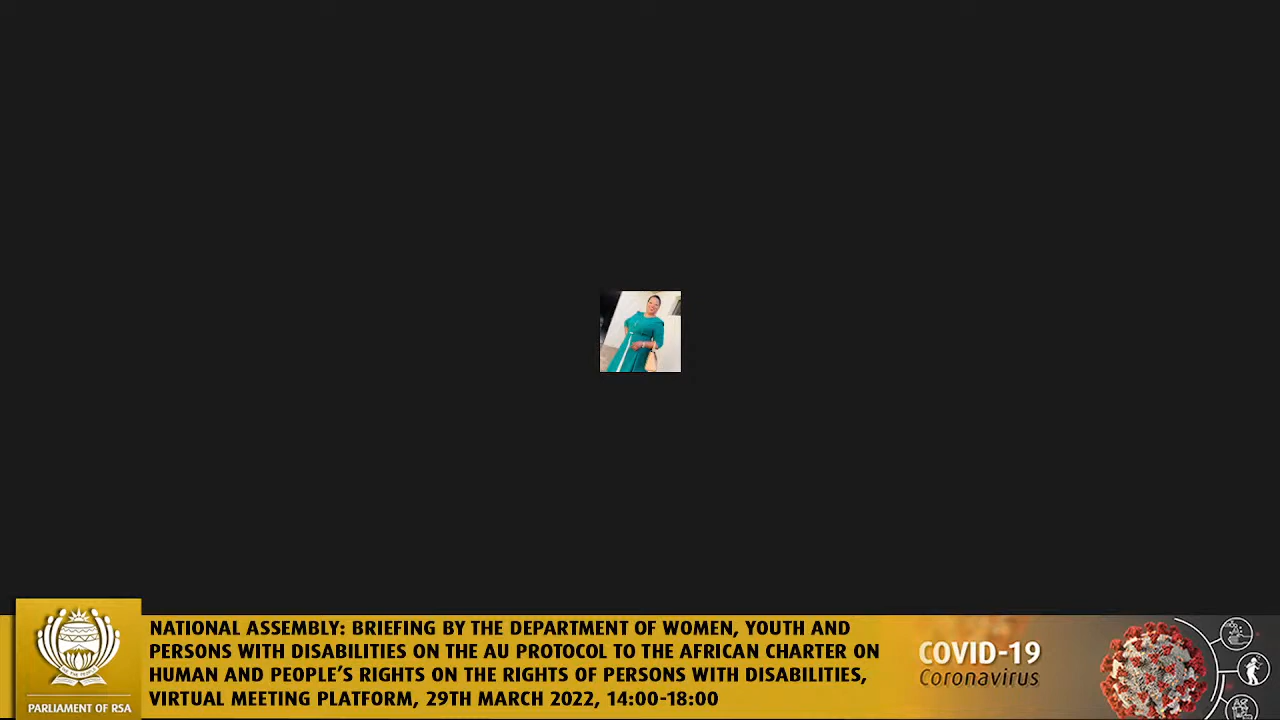 NATIONAL ASSEMBLY: BRIEFING BY THE DEPARTMENT OF WOMEN, YOUTH AND
PERSONS WITH DISABILITIES ON THE AU PROTOCOL TO THE AFRICAN CHARTER ON
HUMAN AND PEOPLE'S RIGHTS ON THE RIGHTS OF PERSONS WITH DISABILITIES,
VIRTUAL MEETING PLATFORM, 29TH MARCH 2022, 14:00-18:00
PARLIAMENT OF RSA
COVID-19
Coronavirus